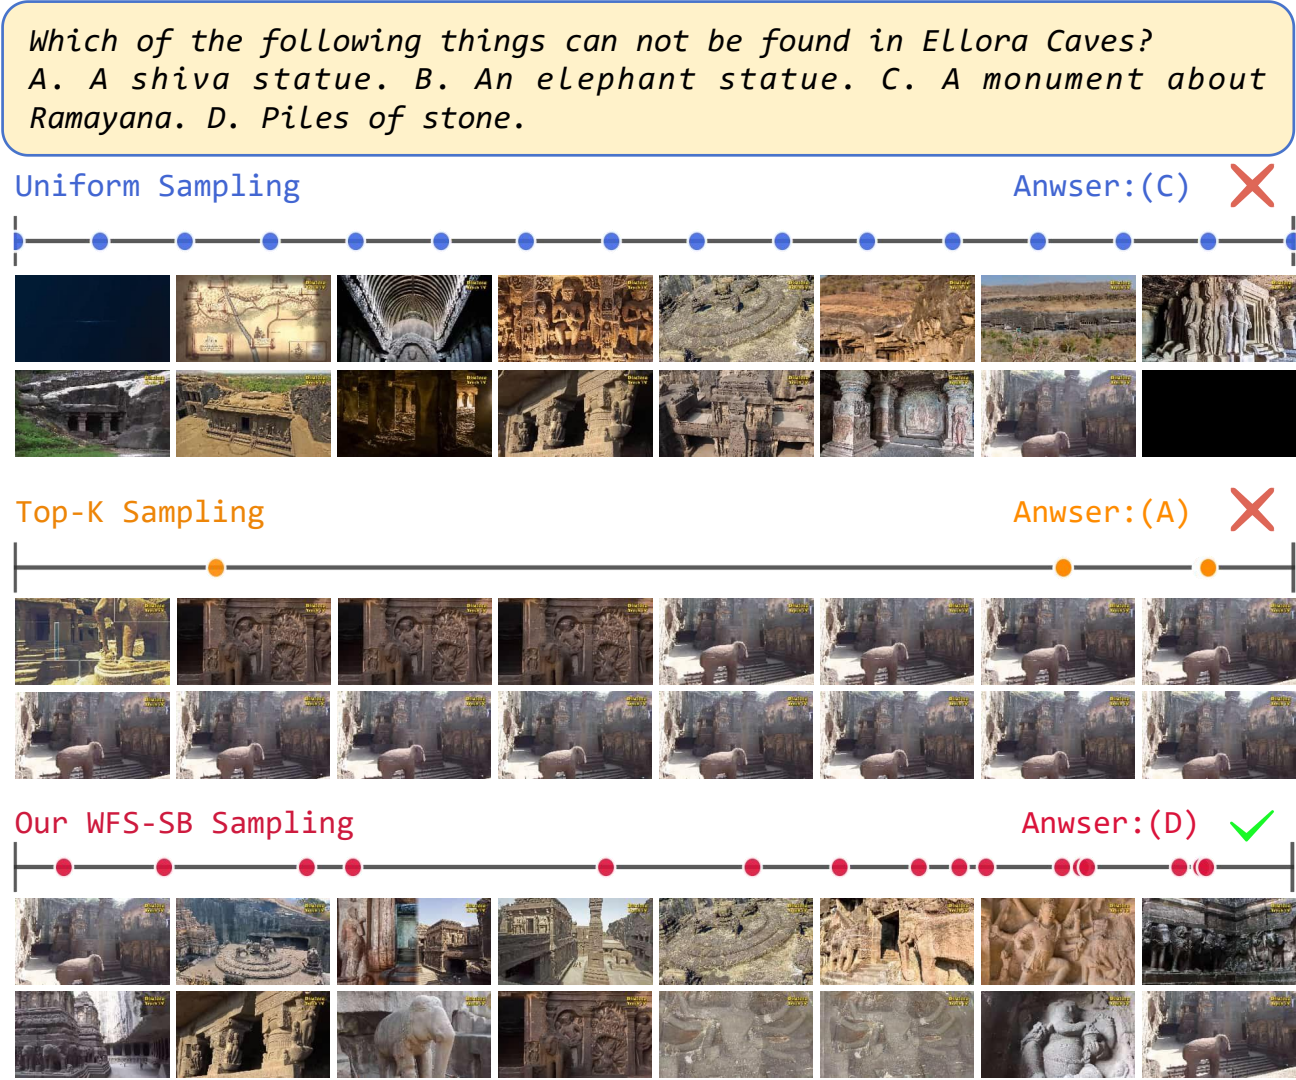 Which of the following things can not be found in Ellora Caves?
A. A shiva statue. B. An elephant statue. C. A monument about
Ramayana. D. Piles of stone.
Uniform Sampling
Anwser:(C)
Top-K Sampling
Anwser:(A)
Our WFS-SB Sampling
Anwser:(D)